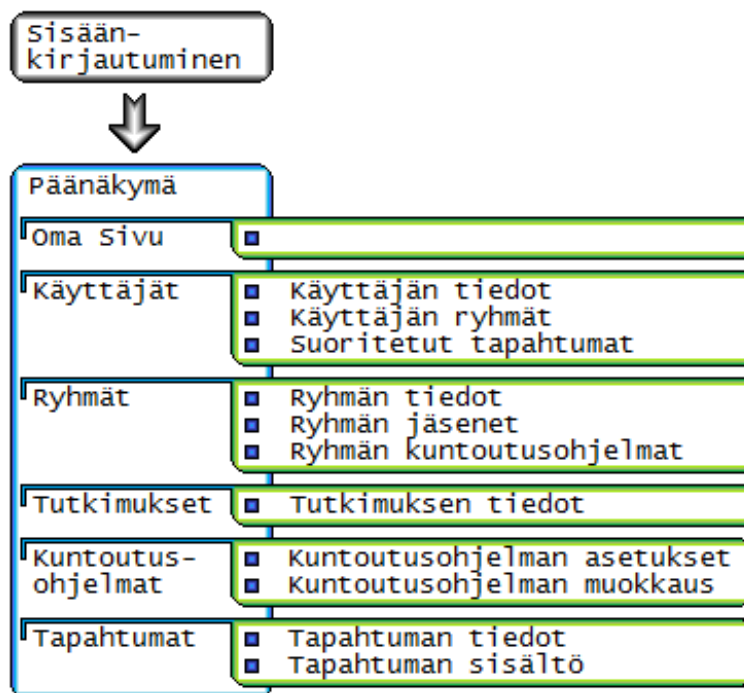 Sisään-
kirjautuminen
Päänäkymä
Oma Sivu
Käyttäjät
Käyttäjän tiedot
Käyttäjän ryhmät
Suoritetut tapahtumat
Ryhmät
Ryhmän tiedot
Ryhmän jäsenet
Ryhmän kuntoutusohjelmat
Tutkimukset
Tutkimuksen tiedot
Kuntoutus-
ohjelmat
Kuntoutusohjelman asetukset
Kuntoutusohjelman muokkaus
Tapahtumat
Tapahtuman tiedot
Tapahtuman sisältö